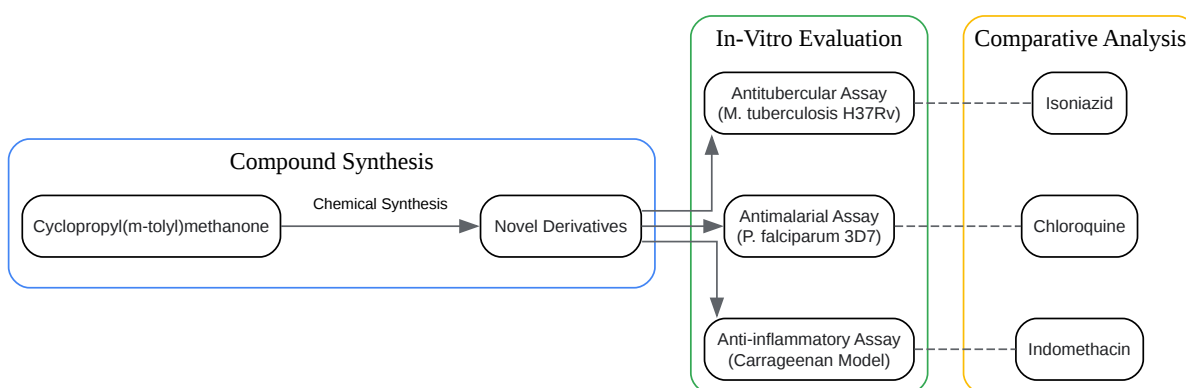 In-Vitro Evaluation
Comparative Analysis
Antitubercular Assay
(M. tuberculosis H37Rv)
Isoniazid
Compound Synthesis
Cyclopropyl(m-tolyl)methanone
Chemical Synthesis
Novel Derivatives
Antimalarial Assay
(P. falciparum 3D7)
Chloroquine
Anti-inflammatory Assay
(Carrageenan Model)
Indomethacin